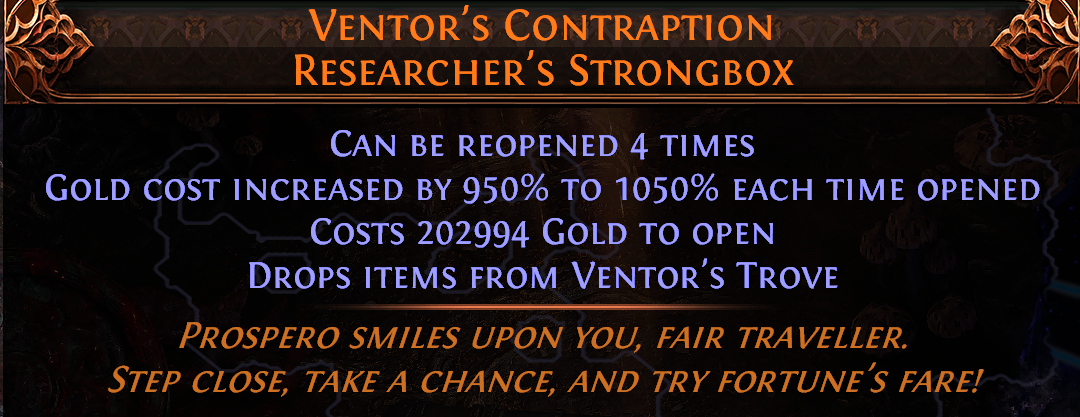 Ventor's Contraption
Researcher's Strongbox
Can be reopened 4 times
Gold cost increased by 950% to 1050% each time opened
Costs 202994 Gold to open
Drops items from Ventor's Trove
Prospero smiles upon you, fair traveller.
Step close, take a chance, and try fortune's fare!